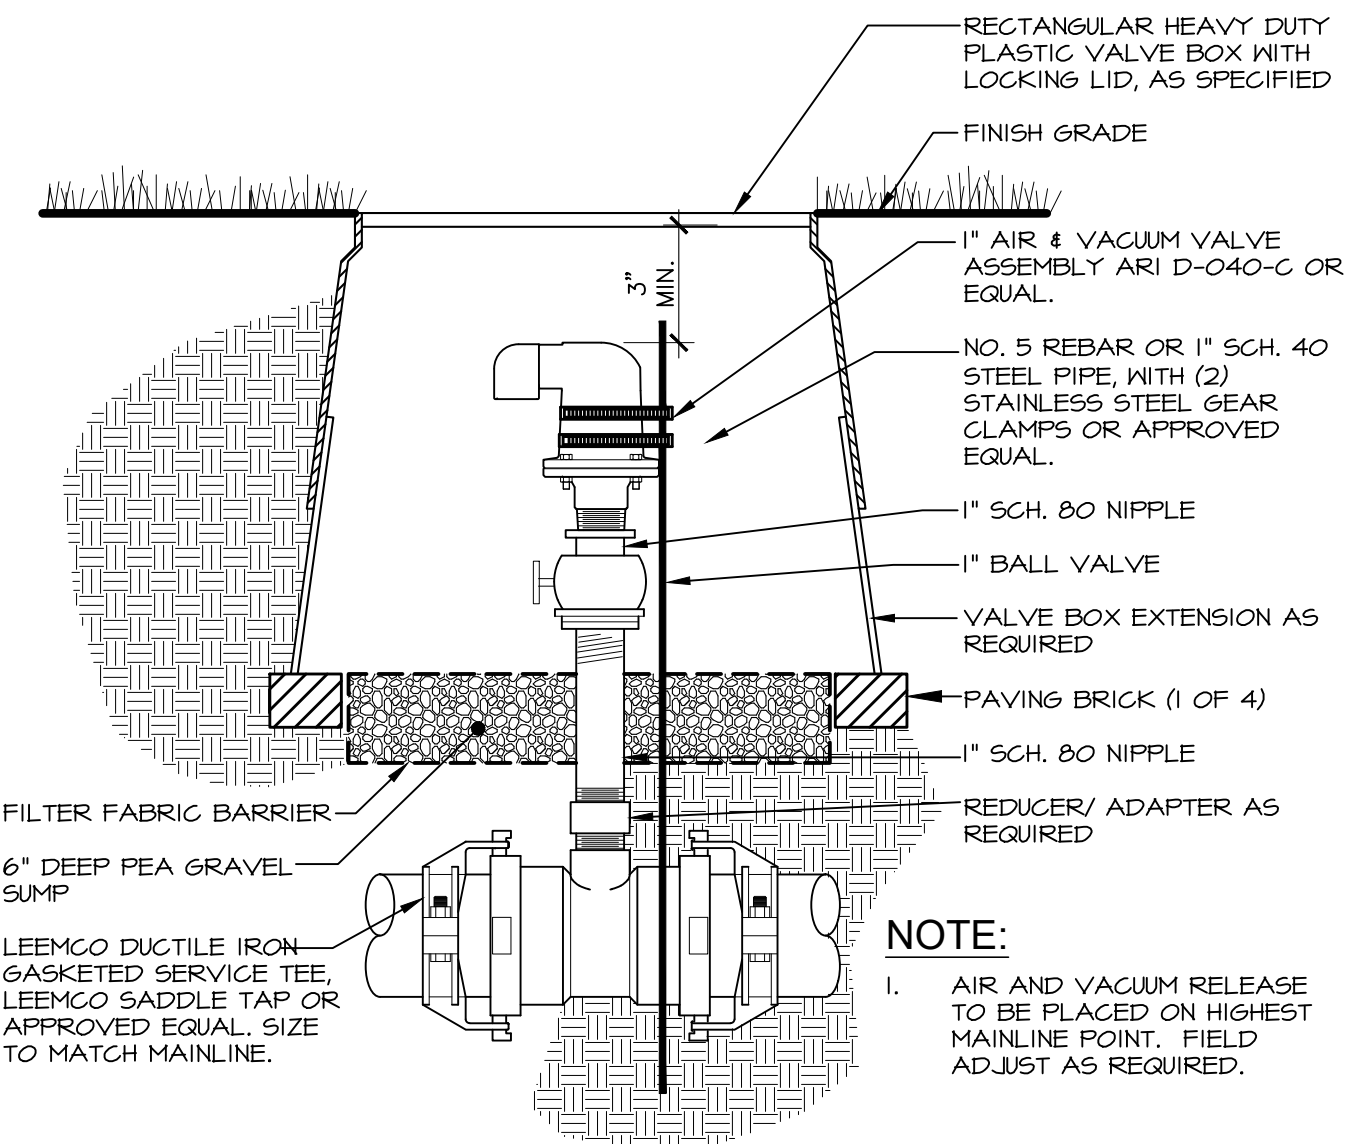 RECTANGULAR HEAVY DUTY
PLASTIC VALVE BOX WITH
LOCKING LID, AS SPECIFIED
FINISH GRADE
1" AIR & VACUUM VALVE
ASSEMBLY ARI D-040-C OR
EQUAL.
3"
MIN.
NO. 5 REBAR OR 1" SCH. 40
STEEL PIPE, WITH (2)
STAINLESS STEEL GEAR
CLAMPS OR APPROVED
EQUAL.
1" SCH. 80 NIPPLE
1" BALL VALVE
VALVE BOX EXTENSION AS
REQUIRED
PAVING BRICK (1 OF 4)
1" SCH. 80 NIPPLE
REDUCER/ ADAPTER AS
REQUIRED
FILTER FABRIC BARRIER
6" DEEP PEA GRAVEL
SUMP
LEEMCO DUCTILE IRON
GASKETED SERVICE TEE,
LEEMCO SADDLE TAP OR
APPROVED EQUAL. SIZE
TO MATCH MAINLINE.
NOTE:
1. AIR AND VACUUM RELEASE
TO BE PLACED ON HIGHEST
MAINLINE POINT. FIELD
ADJUST AS REQUIRED.